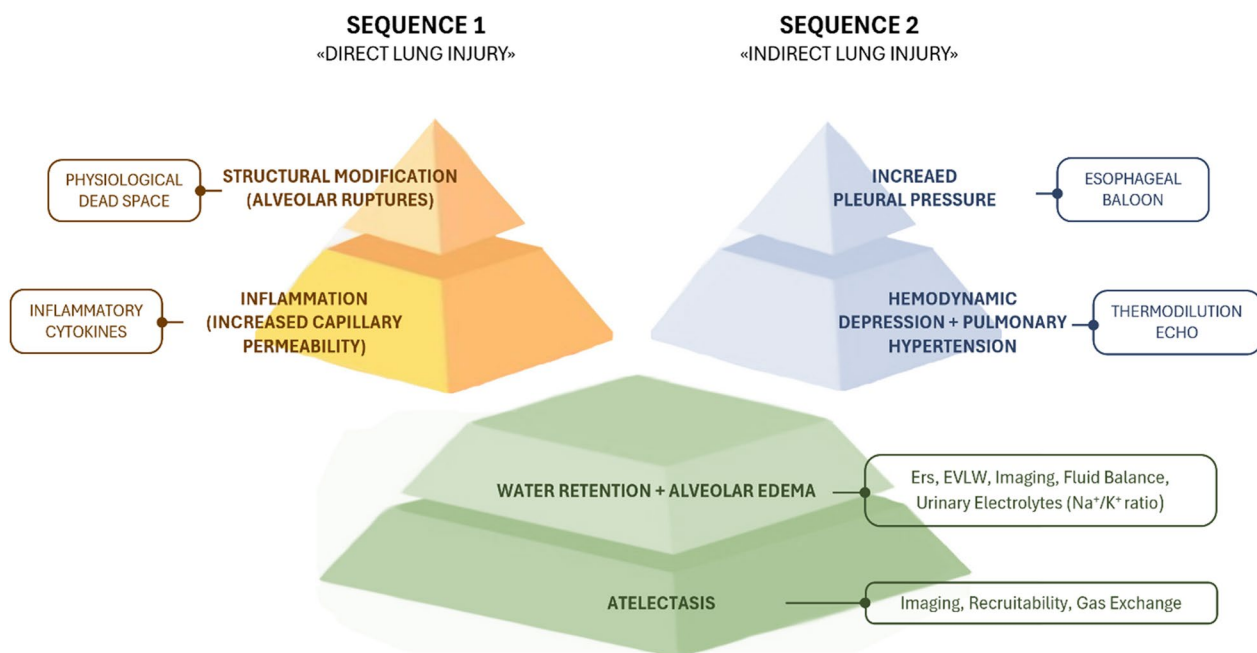 SEQUENCE 1
«DIRECT LUNG INJURY»
SEQUENCE 2
«INDIRECT LUNG INJURY»
PHYSIOLOGICAL
DEAD SPACE
STRUCTURAL MODIFICATION
(ALVEOLAR RUPTURES)
INCREAED
PLEURAL PRESSURE
ESOPHAGEAL
BALOON
INFLAMMATORY
CYTOKINES
INFLAMMATION
(INCREASED CAPILLARY
PERMEABILITY)
HEMODYNAMIC
DEPRESSION + PULMONARY
HYPERTENSION
THERMODILUTION
ECHO
WATER RETENTION + ALVEOLAR EDEMA
Ers, EVLW, Imaging, Fluid Balance,
Urinary Electrolytes (Na⁺/K⁺ ratio)
ATELECTASIS
Imaging, Recruitability, Gas Exchange